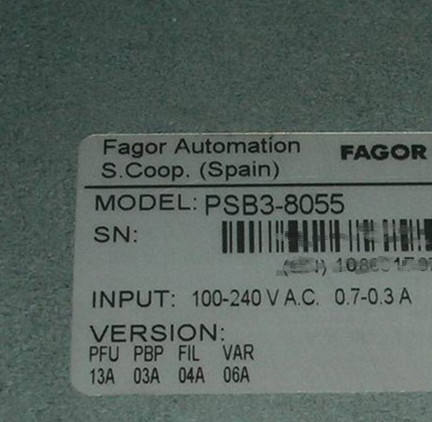 Fagor Automation
S.Coop. (Spain)
FAGOR
MODEL: PSB3-8055
SN:
INPUT: 100-240 V A.C. 0.7-0.3 A
VERSION:
PFU PBP FIL VAR
13A 03A 04A 06A